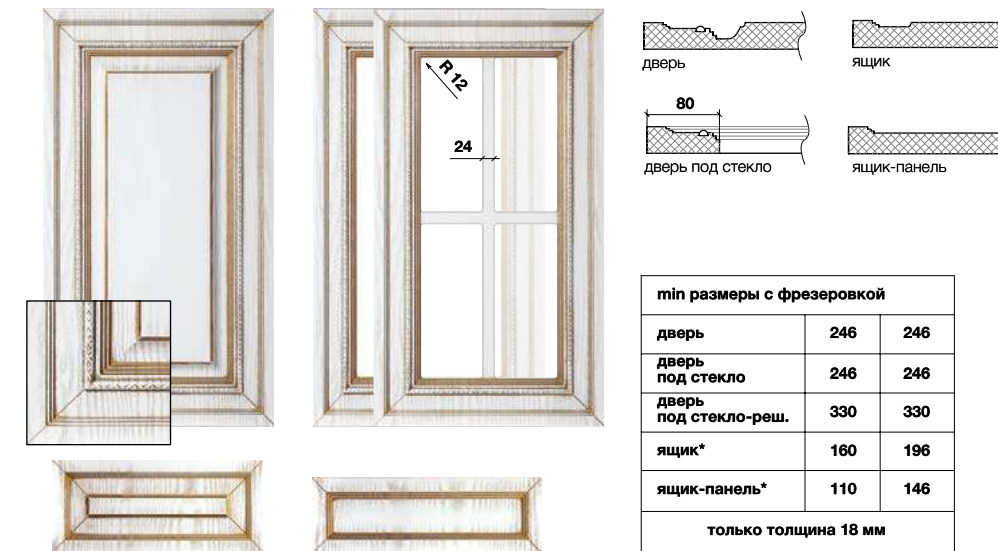 R 12
24
дверь
ящик
80
дверь под стекло
ящик-панель
min размеры с фрезеровкой
дверь 246 246
дверь
под стекло 246 246
дверь
под стекло-реш. 330 330
ящик* 160 196
ящик-панель* 110 146
только толщина 18 мм